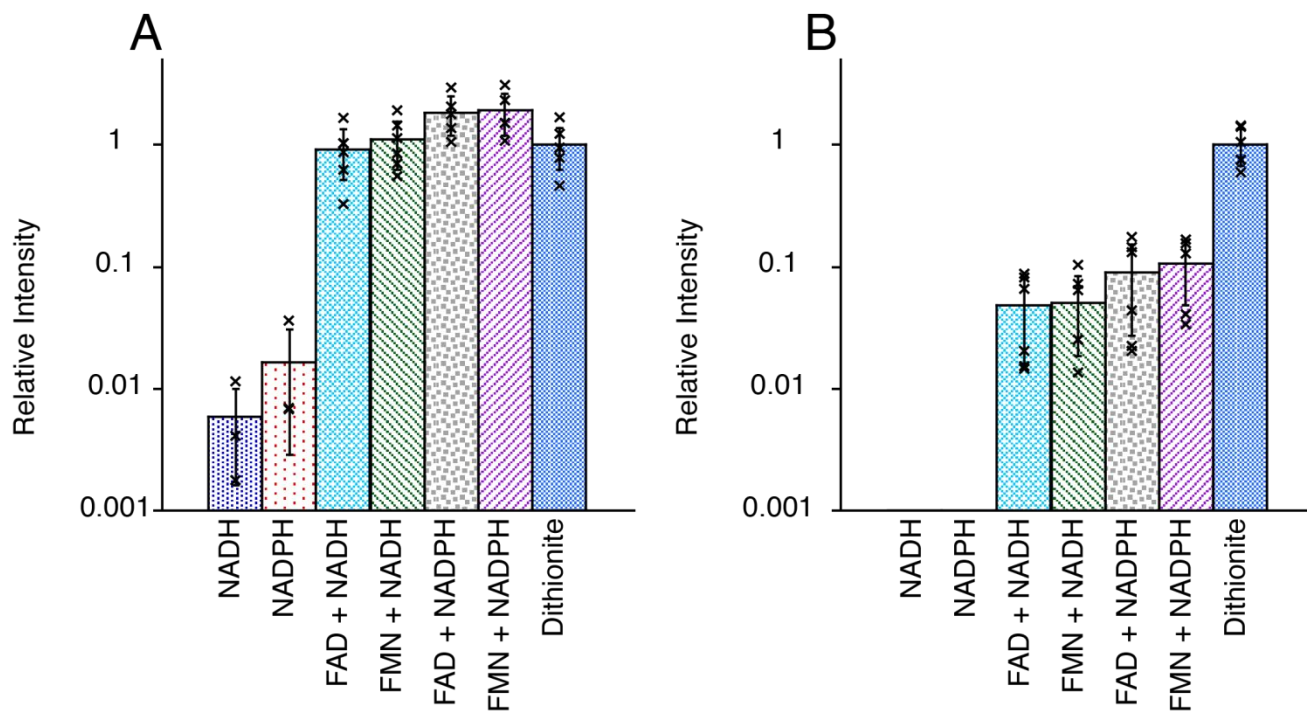 A
Relative Intensity
1
0.1
0.01
0.001
NADH
NADPH
FAD + NADH
FMN + NADH
FAD + NADPH
FMN + NADPH
Dithionite
B
Relative Intensity
1
0.1
0.01
0.001
NADH
NADPH
FAD + NADH
FMN + NADH
FAD + NADPH
FMN + NADPH
Dithionite